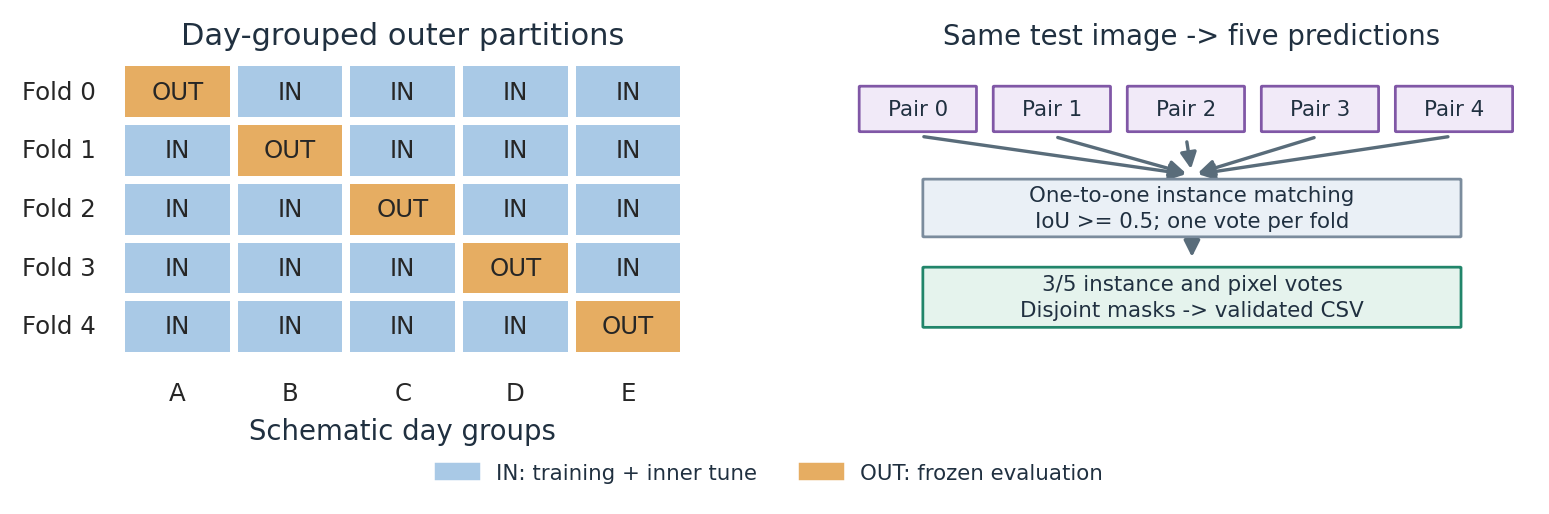 Day-grouped outer partitions
Fold 0 OUT IN IN IN IN
Fold 1 IN OUT IN IN IN
Fold 2 IN IN OUT IN IN
Fold 3 IN IN IN OUT IN
Fold 4 IN IN IN IN OUT
A B C D E
Schematic day groups
Same test image -> five predictions
Pair 0 Pair 1 Pair 2 Pair 3 Pair 4
One-to-one instance matching
IoU >= 0.5; one vote per fold
3/5 instance and pixel votes
Disjoint masks -> validated CSV
IN: training + inner tune
OUT: frozen evaluation